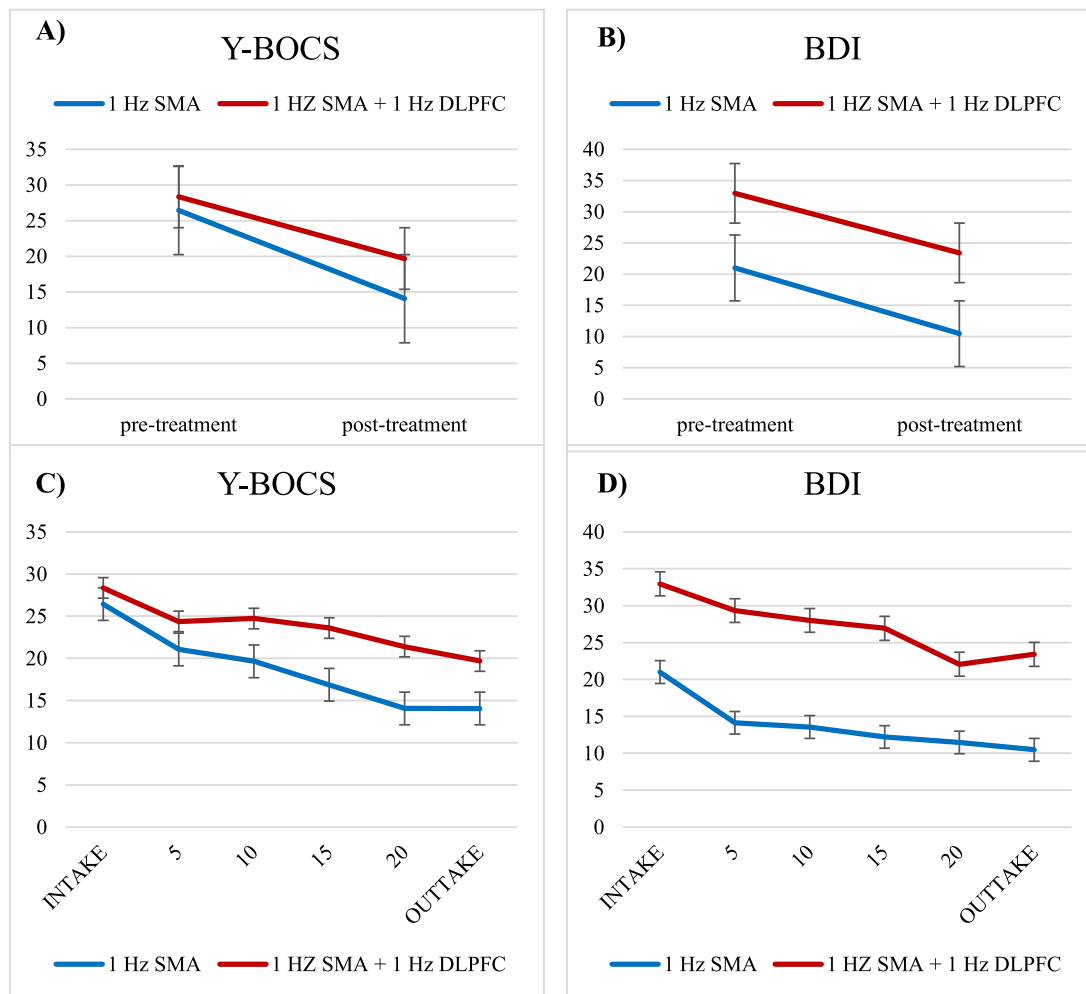 A)
Y-BOCS
1 Hz SMA 1 HZ SMA + 1 Hz DLPFC
35
30
25
20
15
10
5
0
pre-treatment post-treatment
B)
BDI
1 Hz SMA 1 HZ SMA + 1 Hz DLPFC
40
35
30
25
20
15
10
5
0
pre-treatment post-treatment
C)
Y-BOCS
35
30
25
20
15
10
5
0
INTAKE 5 10 15 20 OUTTAKE
1 Hz SMA 1 HZ SMA + 1 Hz DLPFC
D)
BDI
40
35
30
25
20
15
10
5
0
INTAKE 5 10 15 20 OUTTAKE
1 Hz SMA 1 HZ SMA + 1 Hz DLPFC